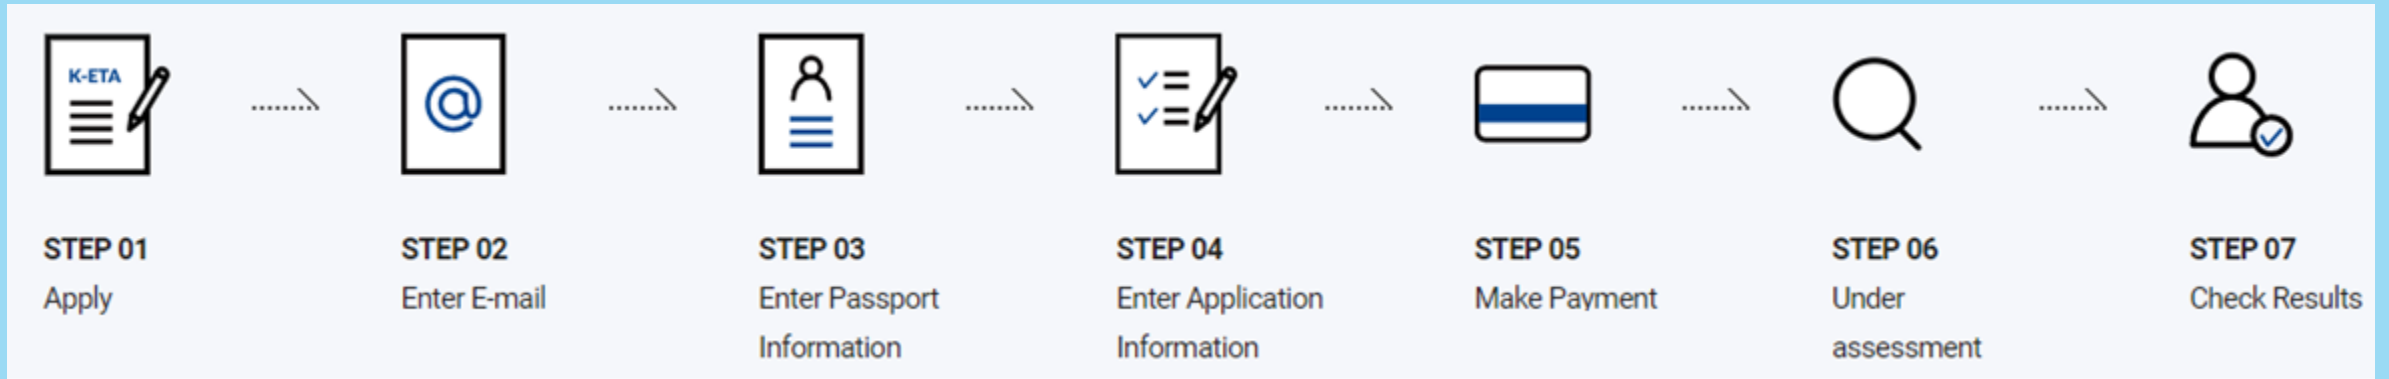 K-ETA
STEP 01
Apply
STEP 02
Enter E-mail
STEP 03
Enter Passport
Information
STEP 04
Enter Application
Information
STEP 05
Make Payment
STEP 06
Under
assessment
STEP 07
Check Results